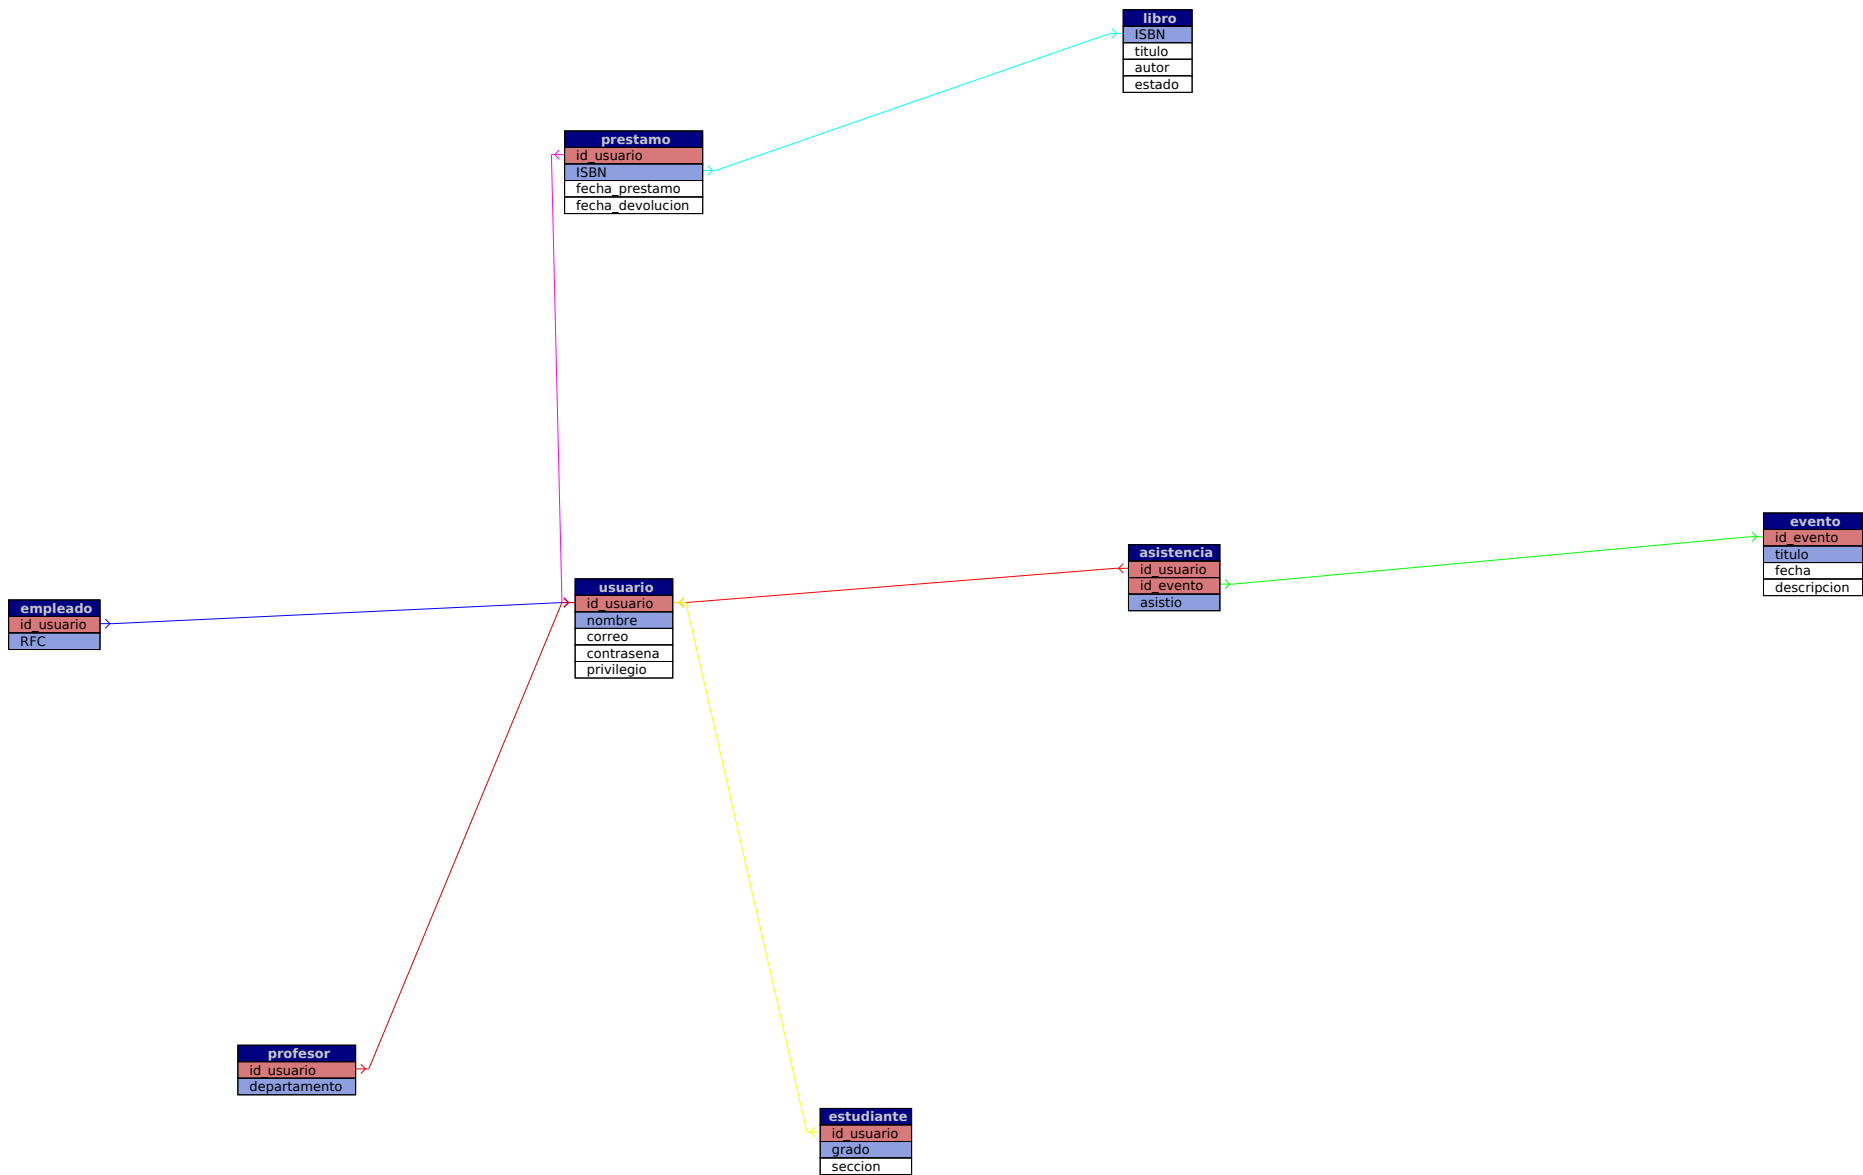 libro
ISBN
titulo
autor
estado
prestamo
id_usuario
ISBN
fecha_prestamo
fecha_devolucion
evento
id_evento
titulo
fecha
descripcion
asistencia
id_usuario
id_evento
asistio
usuario
id_usuario
nombre
correo
contrasena
privilegio
empleado
id_usuario
RFC
profesor
id_usuario
departamento
estudiante
id_usuario
grado
seccion